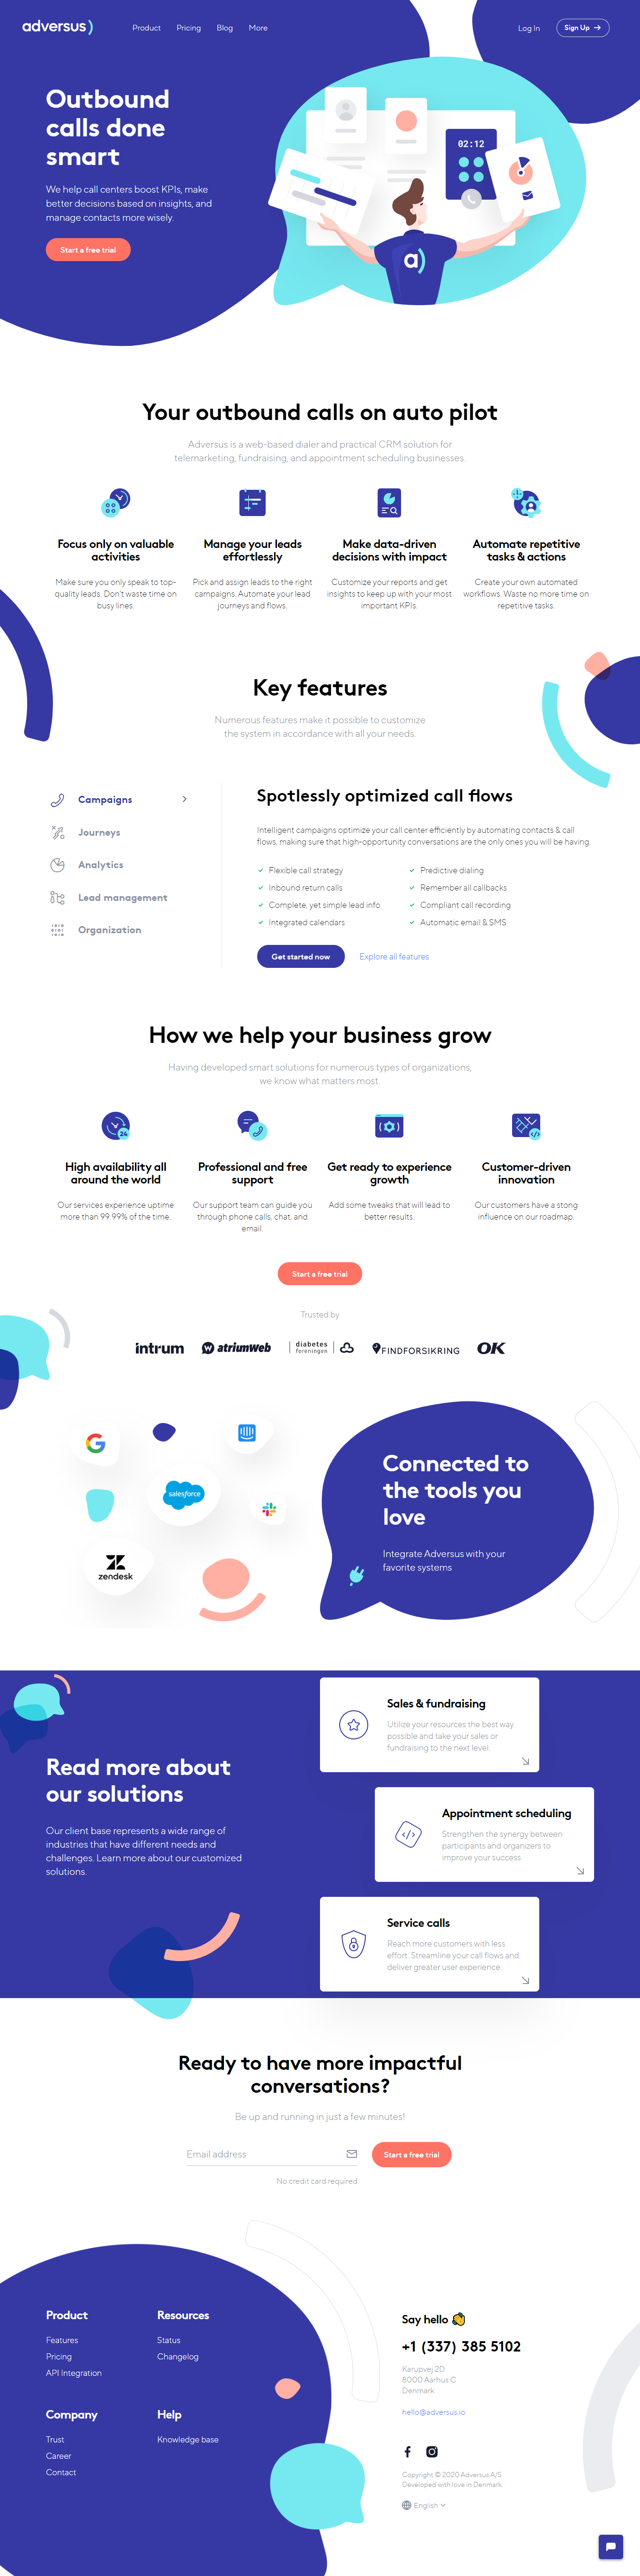 adversus
Product Pricing Blog More
Log In
Sign Up
Outbound
calls done
smart
We help call centers boost KPIs, make
better decisions based on insights, and
manage contacts more wisely.
Start a free trial
02:12
a)
Your outbound calls on auto pilot
Adversus is a web-based dialer and practical CRM solution for
telemarketing, fundraising, and appointment scheduling businesses.
Focus only on valuable
activities
Make sure you only speak to top-
quality leads. Don't waste time on
busy lines.
Manage your leads
effortlessly
Pick and assign leads to the right
campaigns. Automate your lead
journeys and flows.
Make data-driven
decisions with impact
Customize your reports and get
insights to keep up with your most
important KPIs.
Automate repetitive
tasks & actions
Create your own automated
workflows. Waste no more time on
repetitive tasks.
Key features
Numerous features make it possible to customize
the system in accordance with all your needs.
Campaigns
Journeys
Analytics
Lead management
Organization
Spotlessly optimized call flows
Intelligent campaigns optimize your call center efficiently by automating contacts & call
flows, making sure that high-opportunity conversations are the only ones you will be having.
Flexible call strategy
Inbound return calls
Complete, yet simple lead info
Integrated calendars
Predictive dialing
Remember all callbacks
Compliant call recording
Automatic email & SMS
Get started now
Explore all features
How we help your business grow
Having developed smart solutions for numerous types of organizations,
we know what matters most.
24
High availability all
around the world
Our services experience uptime
more than 99.99% of the time.
Professional and free
support
Our support team can guide you
through phone calls, chat, and
email.
Get ready to experience
growth
Add some tweaks that will lead to
better results.
Customer-driven
innovation
Our customers have a strong
influence on our roadmap.
Start a free trial
Trusted by
intrum
atriumWeb
diabetes
foreningen
FINDFORSIKRING
OK
salesforce
zendesk
Connected to
the tools you
love
Integrate Adversus with your
favorite systems
Read more about
our solutions
Our client base represents a wide range of
industries that have different needs and
challenges. Learn more about our customized
solutions.
Sales & fundraising
Utilize your resources the best way
possible and take your sales or
fundraising to the next level.
Appointment scheduling
Strengthen the synergy between
participants and organizers to
improve your success.
Service calls
Reach more customers with less
effort. Streamline your call flows and
deliver greater user experience.
Ready to have more impactful
conversations?
Be up and running in just a few minutes!
Email address
Start a free trial
No credit card required
Product
Features
Pricing
API Integration
Resources
Status
Changelog
Company
Trust
Career
Contact
Help
Knowledge base
Say hello
+1 (337) 385 5102
Karupvej 2D
8000 Aarhus C
Denmark
hello@adversus.io
Copyright © 2020 Adversus A/S
Developed with love in Denmark.
English